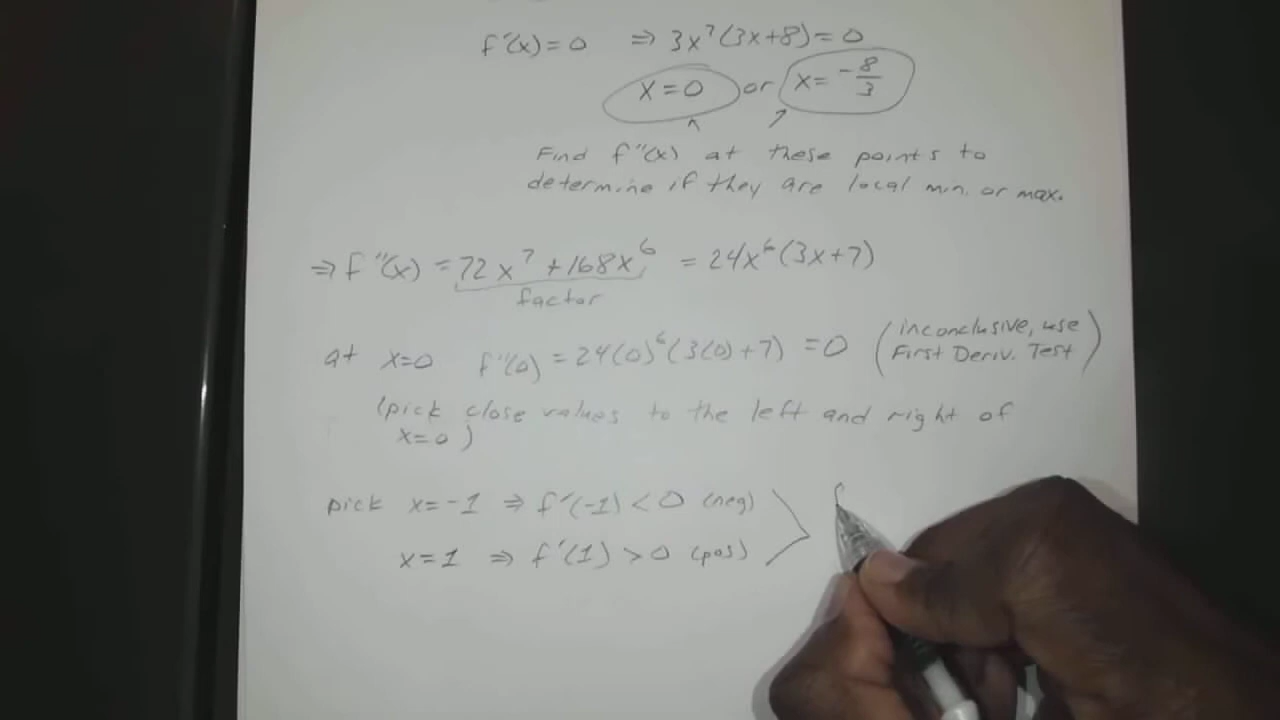 f'(x) = 0 ⇒ 3x⁷(3x+8) = 0
x = 0 or x = -8/3
Find f"(x) at these points to
determine if they are local min. or max.
⇒ f"(x) = 72x⁷ + 168x⁶ = 24x⁶(3x+7)
factor
at x=0 f"(0) = 24(0)⁶(3(0)+7) = 0 (inconclusive, use
First Deriv. Test)
(pick close values to the left and right of
x=0)
pick x=-1 ⇒ f'(-1) < 0 (neg)
x=1 ⇒ f'(1) > 0 (pos)